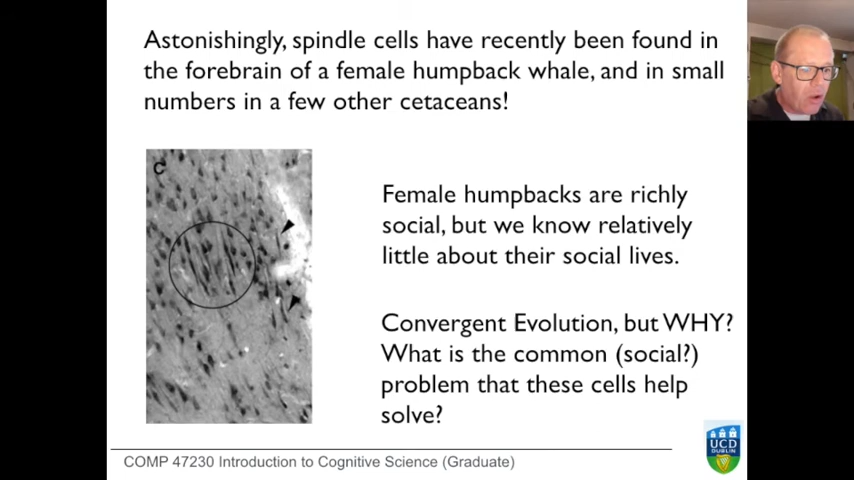 Astonishingly, spindle cells have recently been found in
the forebrain of a female humpback whale, and in small
numbers in a few other cetaceans!
C
Female humpbacks are richly
social, but we know relatively
little about their social lives.
Convergent Evolution, but WHY?
What is the common (social?)
problem that these cells help
solve?
COMP 47230 Introduction to Cognitive Science (Graduate)
UCD
DUBLIN